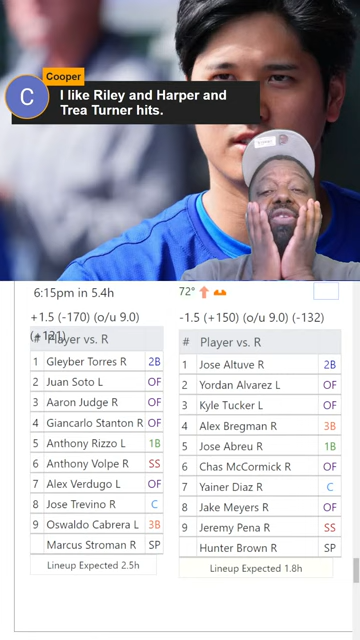 Cooper
C
I like Riley and Harper and
Trea Turner hits.
6:15pm in 5.4h
72°
+1.5 (-170) (o/u 9.0)
(+131)
-1.5 (+150) (o/u 9.0) (-132)
# Player vs. R
1 Gleyber Torres R 2B
2 Juan Soto L OF
3 Aaron Judge R OF
4 Giancarlo Stanton R OF
5 Anthony Rizzo L 1B
6 Anthony Volpe R SS
7 Alex Verdugo L OF
8 Jose Trevino R C
9 Oswaldo Cabrera L 3B
Marcus Stroman R SP
Lineup Expected 2.5h
# Player vs. R
1 Jose Altuve R 2B
2 Yordan Alvarez L OF
3 Kyle Tucker L OF
4 Alex Bregman R 3B
5 Jose Abreu R 1B
6 Chas McCormick R OF
7 Yainer Diaz R C
8 Jake Meyers R OF
9 Jeremy Pena R SS
Hunter Brown R SP
Lineup Expected 1.8h